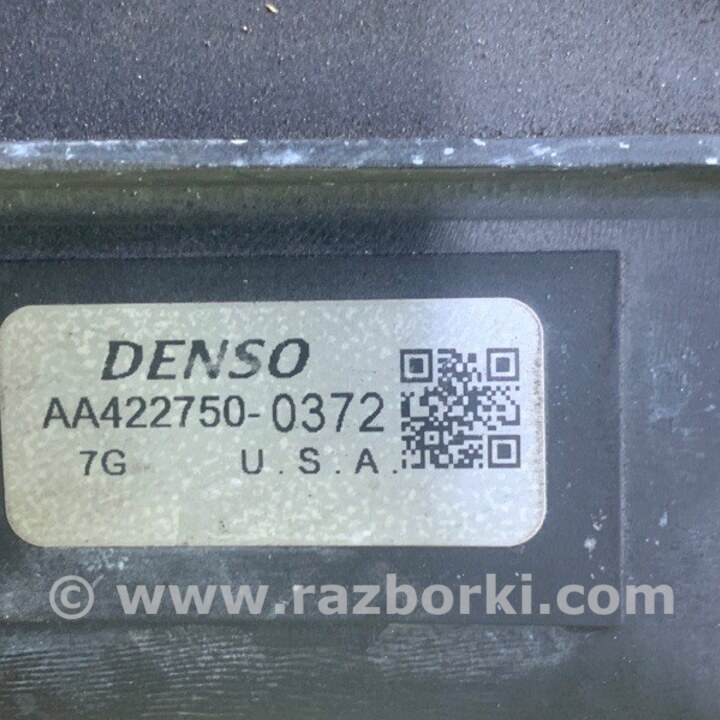 DENSO
AA422750-0372
7G U.S.A.
© www.razborki.com